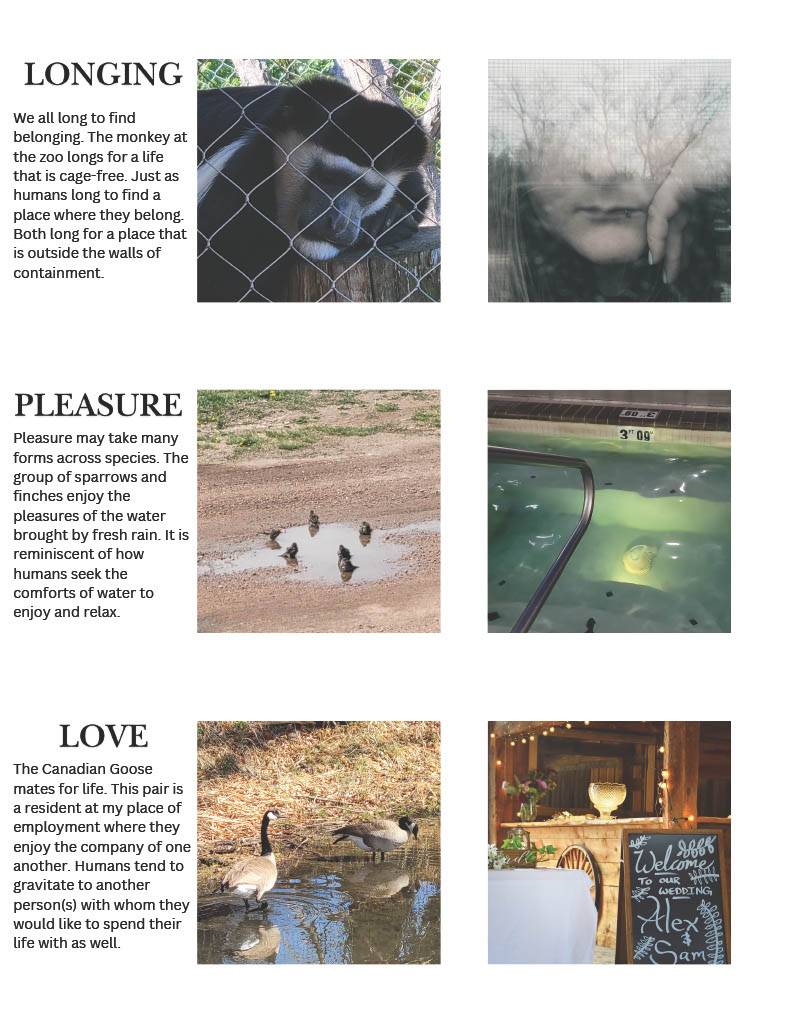 LONGING
We all long to find
belonging. The monkey at
the zoo longs for a life
that is cage-free. Just as
humans long to find a
place where they belong.
Both long for a place that
is outside the walls of
containment.
PLEASURE
Pleasure may take many
forms across species. The
group of sparrows and
finches enjoy the
pleasures of the water
brought by fresh rain. It is
reminiscent of how
humans seek the
comforts of water to
enjoy and relax.
3 FT 09"
LOVE
The Canadian Goose
mates for life. This pair is
a resident at my place of
employment where they
enjoy the company of one
another. Humans tend to
gravitate to another
person(s) with whom they
would like to spend their
life with as well.
Welcome
TO OUR
WEDDING
Alex
&
Sam